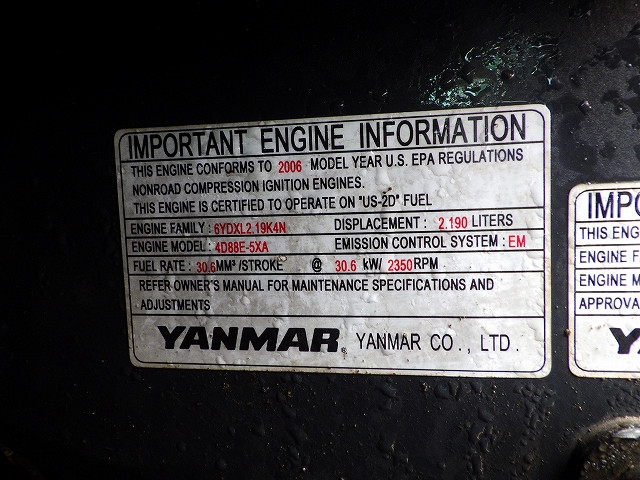 IMPORTANT ENGINE INFORMATION
THIS ENGINE CONFORMS TO 2006 MODEL YEAR U.S. EPA REGULATIONS
NONROAD COMPRESSION IGNITION ENGINES.
THIS ENGINE IS CERTIFIED TO OPERATE ON "US-2D" FUEL
ENGINE FAMILY : 6YDXL2.19K4N DISPLACEMENT : 2.190 LITERS
ENGINE MODEL : 4D88E-5XA EMISSION CONTROL SYSTEM : EM
FUEL RATE : 30.6MM³ /STROKE @ 30.6 kW/ 2350RPM
REFER OWNER'S MANUAL FOR MAINTENANCE SPECIFICATIONS AND
ADJUSTMENTS
YANMAR YANMAR CO., LTD.
IMPO
THIS ENG
ENGINE F
ENGINE M
APPROVA
YA